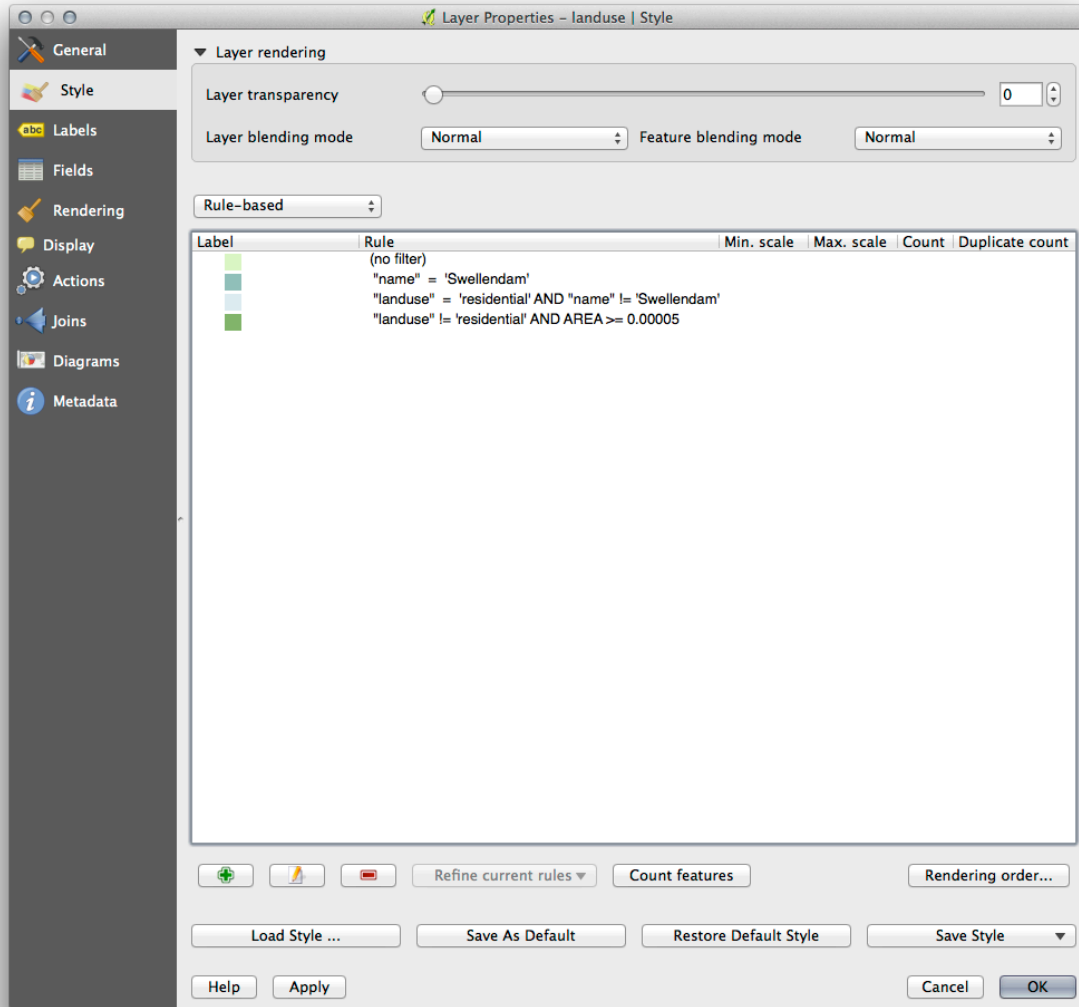 Layer Properties – landuse | Style
General
Style
abc Labels
Fields
Rendering
Display
Actions
Joins
Diagrams
Metadata
Layer rendering
Layer transparency 0
Layer blending mode Normal Feature blending mode Normal
Rule-based
Label Rule Min. scale Max. scale Count Duplicate count
(no filter)
"name" = 'Swellendam'
"landuse" = 'residential' AND "name" != 'Swellendam'
"landuse" != 'residential' AND AREA >= 0.00005
Refine current rules Count features Rendering order...
Load Style ... Save As Default Restore Default Style Save Style
Help Apply Cancel OK